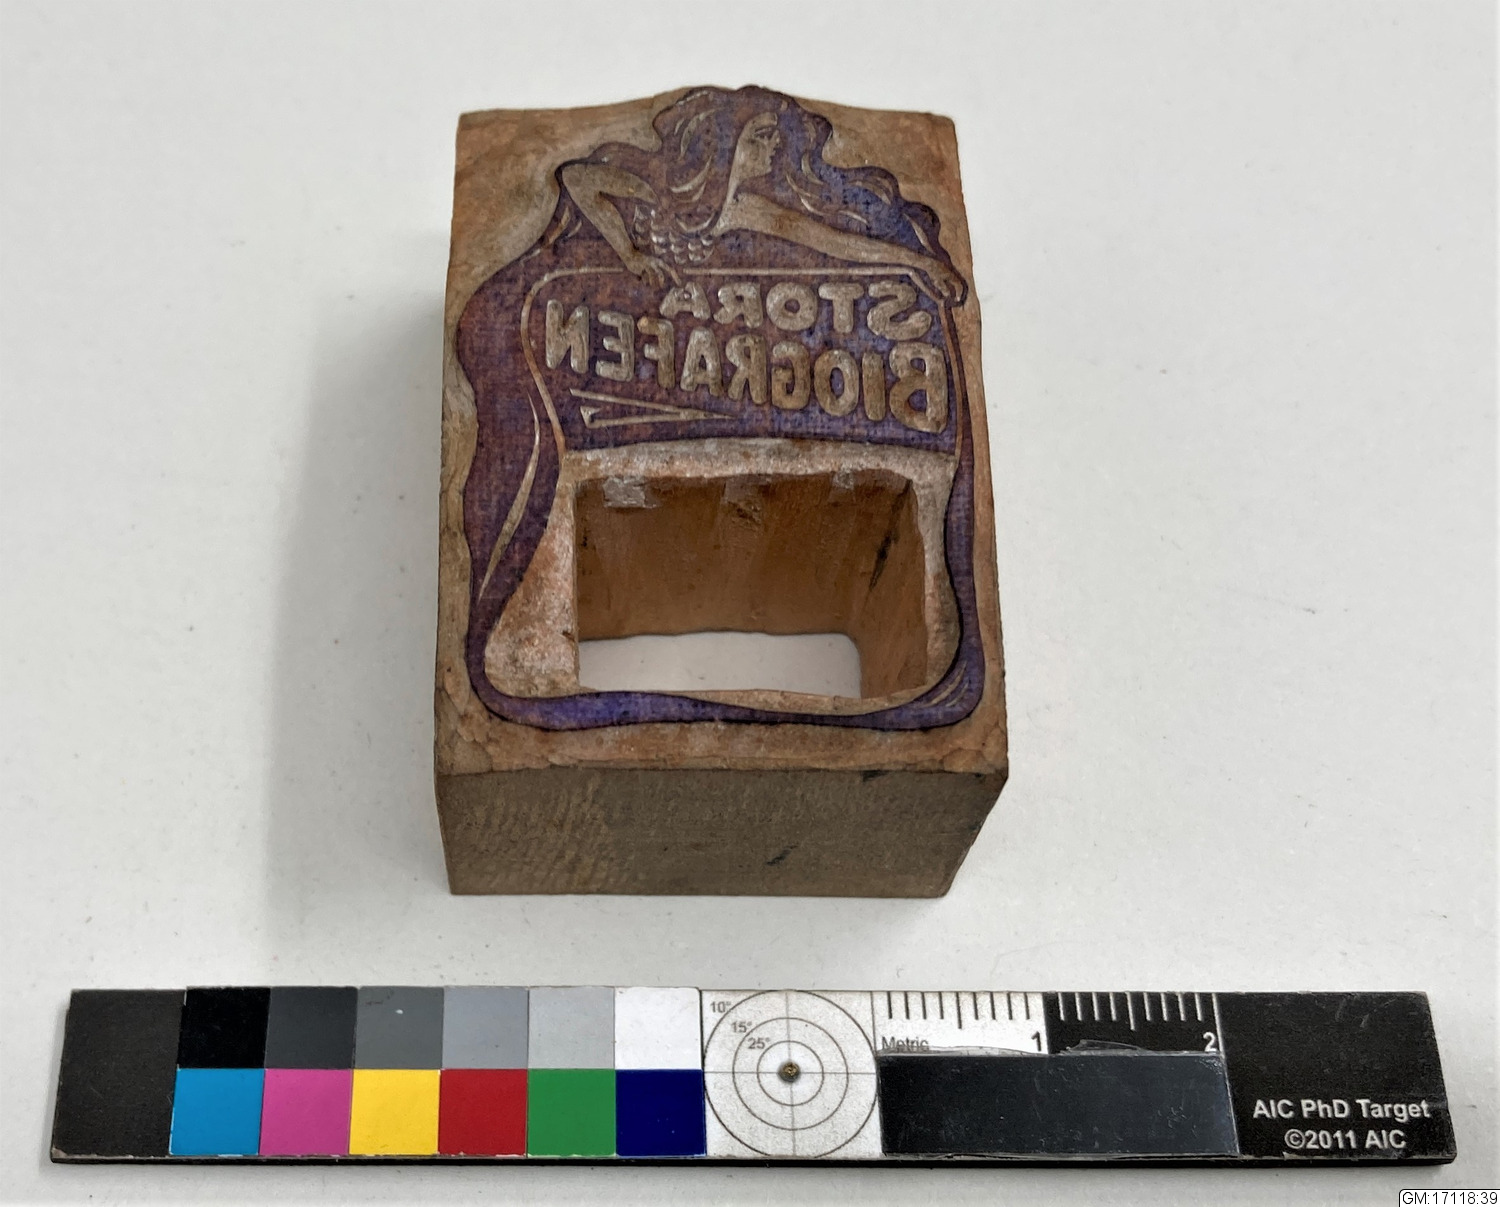 STORA
BIOGRAFEN
10°
15°
25°
Metric
1
2
AIC PhD Target
©2011 AIC
GM:17118:39